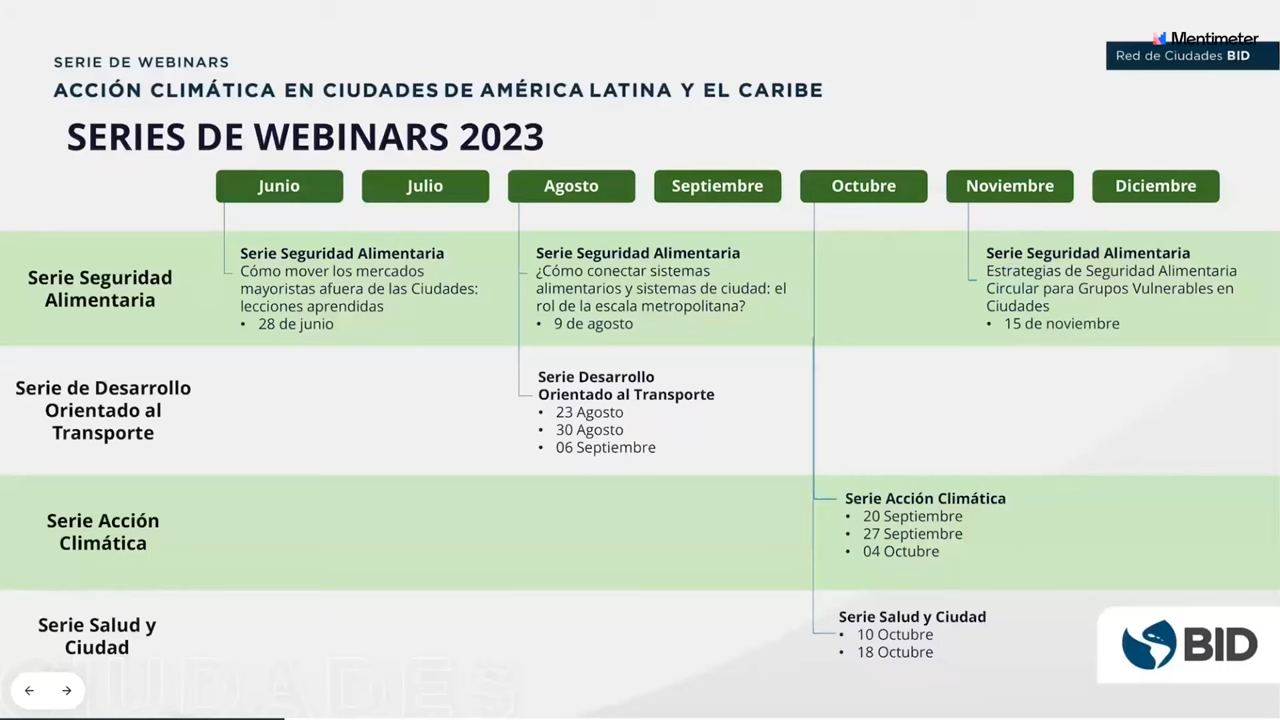 Mentimeter
SERIE DE WEBINARS
Red de Ciudades BID
ACCIÓN CLIMÁTICA EN CIUDADES DE AMÉRICA LATINA Y EL CARIBE
SERIES DE WEBINARS 2023
Junio
Julio
Agosto
Septiembre
Octubre
Noviembre
Diciembre
Serie Seguridad
Alimentaria
Serie Seguridad Alimentaria
Cómo mover los mercados
mayoristas afuera de las Ciudades:
lecciones aprendidas
• 28 de junio
Serie Seguridad Alimentaria
¿Cómo conectar sistemas
alimentarios y sistemas de ciudad: el
rol de la escala metropolitana?
• 9 de agosto
Serie Seguridad Alimentaria
Estrategias de Seguridad Alimentaria
Circular para Grupos Vulnerables en
Ciudades
• 15 de noviembre
Serie de Desarrollo
Orientado al
Transporte
Serie Desarrollo
Orientado al Transporte
• 23 Agosto
• 30 Agosto
• 06 Septiembre
Serie Acción
Climática
Serie Acción Climática
• 20 Septiembre
• 27 Septiembre
• 04 Octubre
Serie Salud y
Ciudad
Serie Salud y Ciudad
• 10 Octubre
• 18 Octubre
BID
CIUDADES